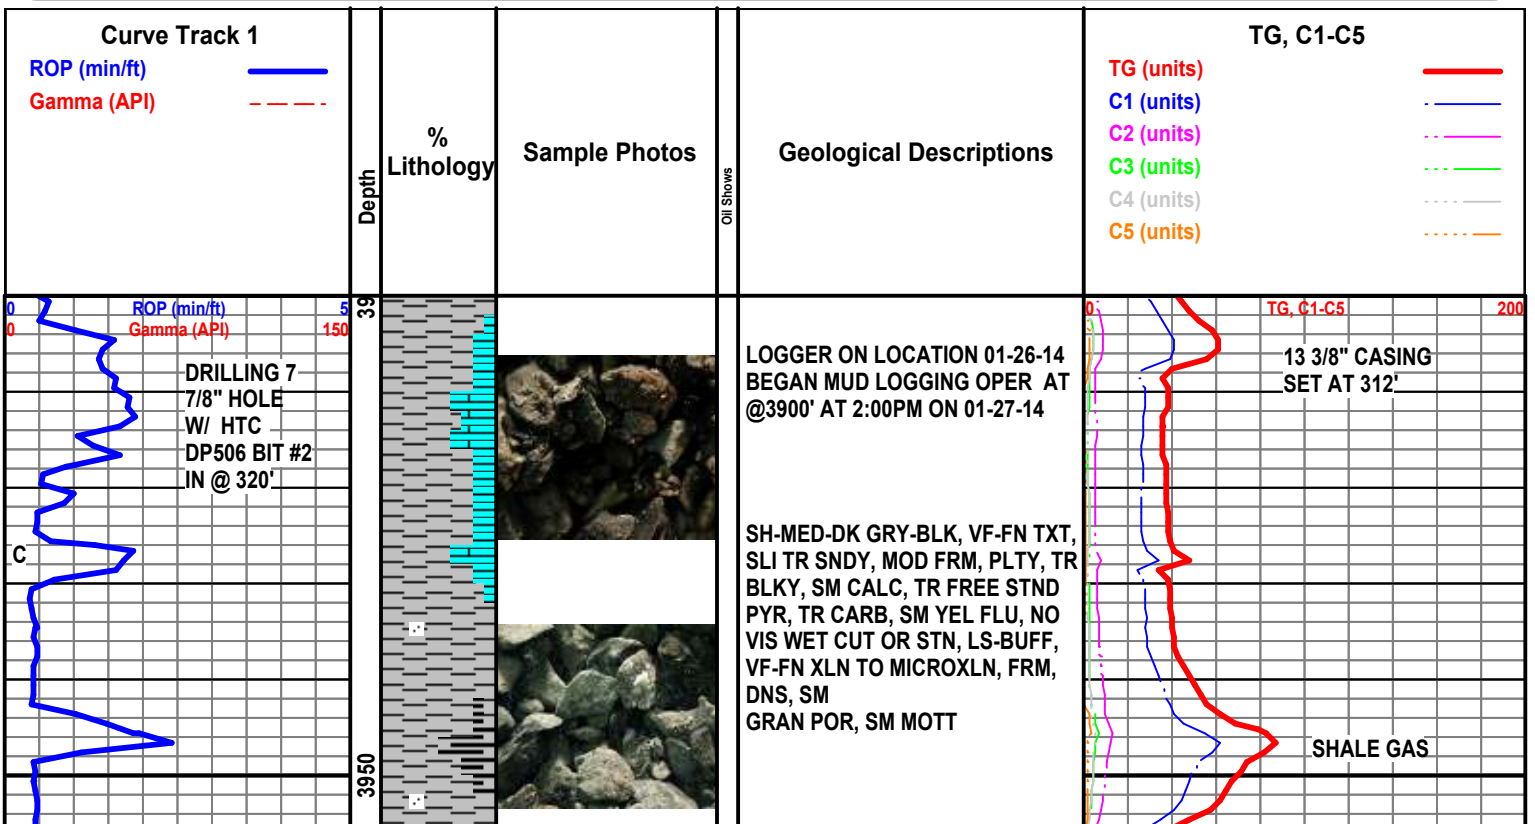 Curve Track 1
ROP (min/ft)
Gamma (API)
Depth
%
Lithology
Sample Photos
Oil Shows
Geological Descriptions
TG, C1-C5
TG (units)
C1 (units)
C2 (units)
C3 (units)
C4 (units)
C5 (units)
0 ROP (min/ft) 5
0 Gamma (API) 150
39
0 TG, C1-C5 200
DRILLING 7
7/8" HOLE
W/ HTC
DP506 BIT #2
IN @ 320'
C
LOGGER ON LOCATION 01-26-14
BEGAN MUD LOGGING OPER AT
@3900' AT 2:00PM ON 01-27-14
13 3/8" CASING
SET AT 312'
SH-MED-DK GRY-BLK, VF-FN TXT,
SLI TR SNDY, MOD FRM, PLTY, TR
BLKY, SM CALC, TR FREE STND
PYR, TR CARB, SM YEL FLU, NO
VIS WET CUT OR STN, LS-BUFF,
VF-FN XLN TO MICROXLN, FRM,
DNS, SM
GRAN POR, SM MOTT
SHALE GAS
3950